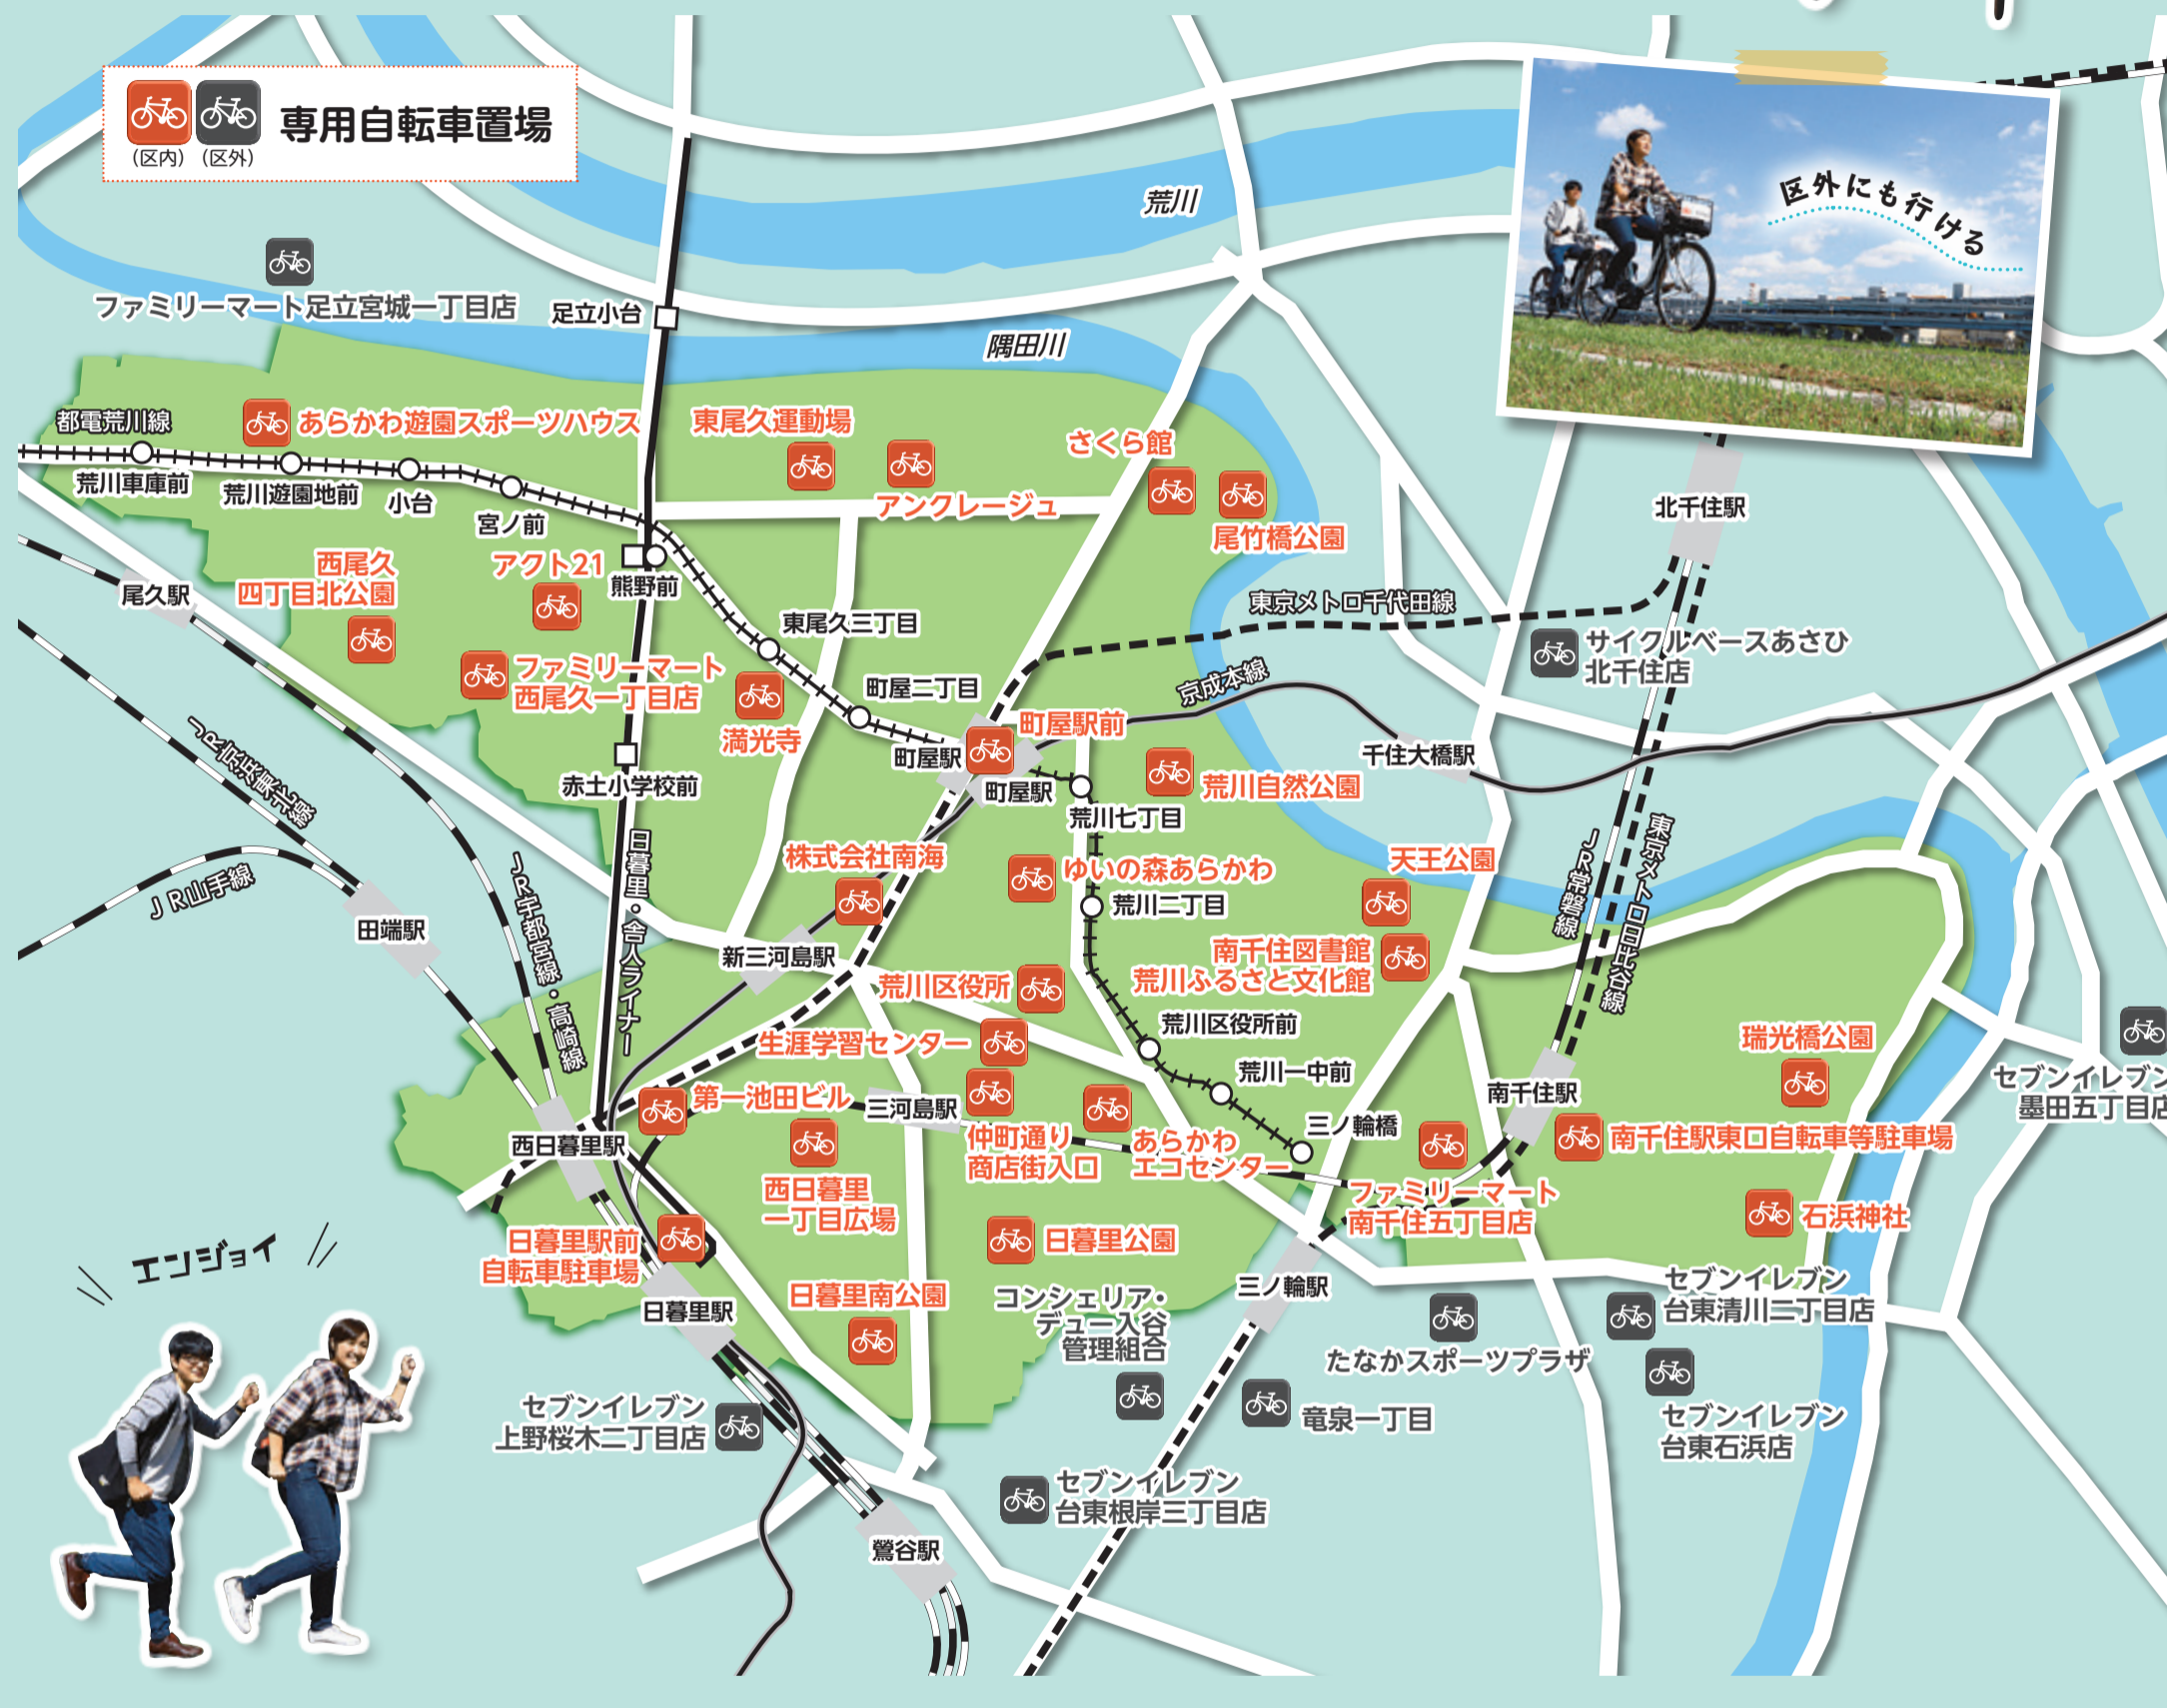 専用自転車置場
（区内）
（区外）
区外にも行ける
荒川
隅田川
ファミリーマート足立宮城一丁目店
足立小台
都電荒川線
あらかわ遊園スポーツハウス
東尾久運動場
アンクレージュ
さくら館
尾竹橋公園
荒川車庫前
荒川遊園地前
小台
宮ノ前
熊野前
北千住駅
西尾久
四丁目北公園
アクト21
尾久駅
東尾久三丁目
東京メトロ千代田線
サイクルベースあさひ
北千住店
ファミリーマート
西尾久一丁目店
満光寺
町屋二丁目
京成本線
町屋駅前
町屋駅
町屋駅
千住大橋駅
荒川自然公園
赤土小学校前
荒川七丁目
JR京浜東北線
JR山手線
田端駅
JR宇都宮線・高崎線
日暮里・舎人ライナー
株式会社南海
ゆいの森あらかわ
荒川二丁目
天王公園
JR常磐線
東京メトロ日比谷線
新三河島駅
南千住図書館
荒川ふるさと文化館
荒川区役所
荒川区役所前
生涯学習センター
荒川一中前
瑞光橋公園
セブンイレブン
墨田五丁目店
第一池田ビル
三河島駅
南千住駅
西日暮里駅
仲町通り
商店街入口
あらかわ
エコセンター
三ノ輪橋
南千住駅東口自転車等駐車場
西日暮里
一丁目広場
ファミリーマート
南千住五丁目店
石浜神社
日暮里駅前
自転車駐車場
日暮里公園
エンジョイ
日暮里駅
日暮里南公園
コンシェリア・
デュー入谷
管理組合
三ノ輪駅
セブンイレブン
台東清川二丁目店
たなかスポーツプラザ
セブンイレブン
上野桜木二丁目店
竜泉一丁目
セブンイレブン
台東石浜店
セブンイレブン
台東根岸三丁目店
鶯谷駅